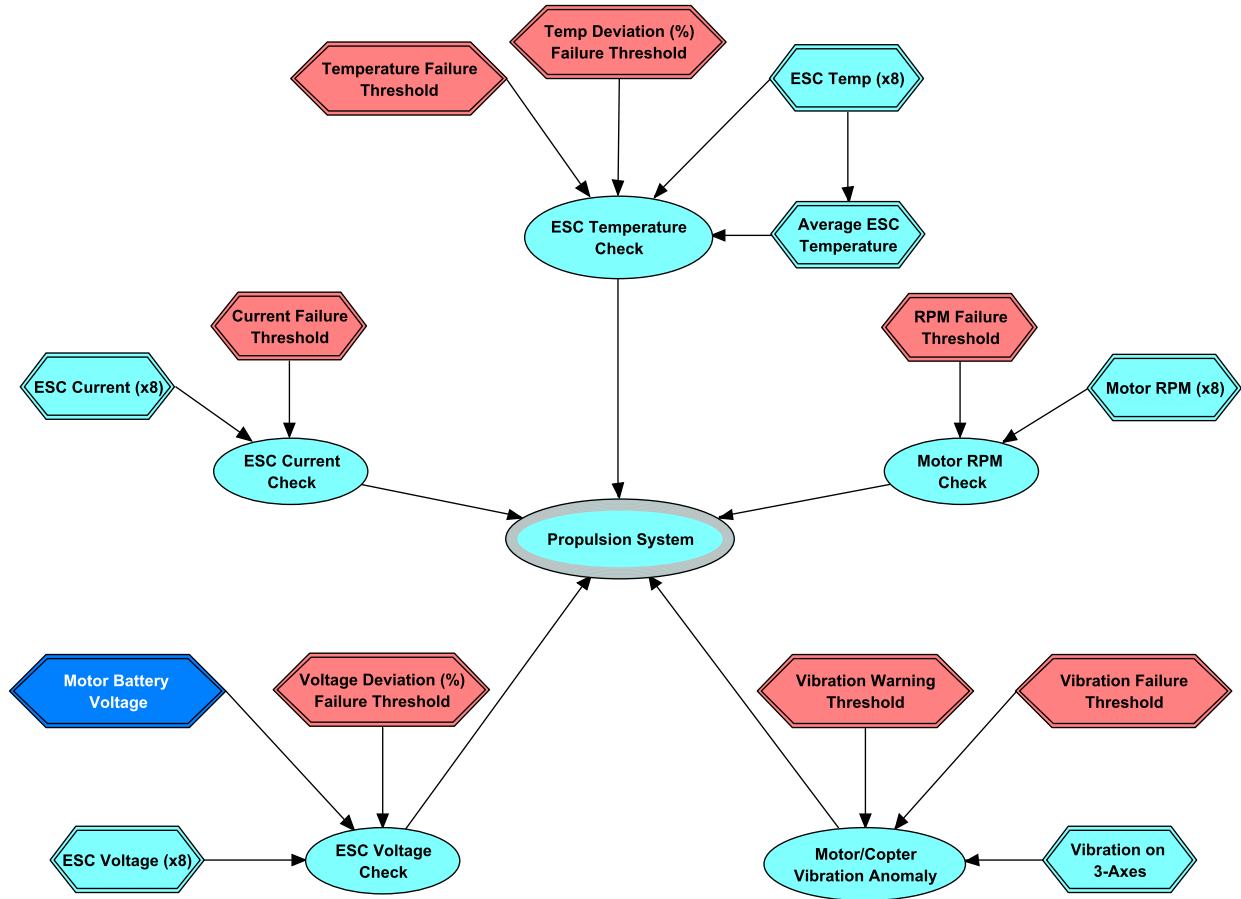 Temp Deviation (%)
Failure Threshold
Temperature Failure
Threshold
ESC Temp (x8)
ESC Temperature
Check
Average ESC
Temperature
Current Failure
Threshold
RPM Failure
Threshold
ESC Current (x8)
Motor RPM (x8)
ESC Current
Check
Motor RPM
Check
Propulsion System
Motor Battery
Voltage
Voltage Deviation (%)
Failure Threshold
Vibration Warning
Threshold
Vibration Failure
Threshold
ESC Voltage (x8)
ESC Voltage
Check
Motor/Copter
Vibration Anomaly
Vibration on
3-Axes